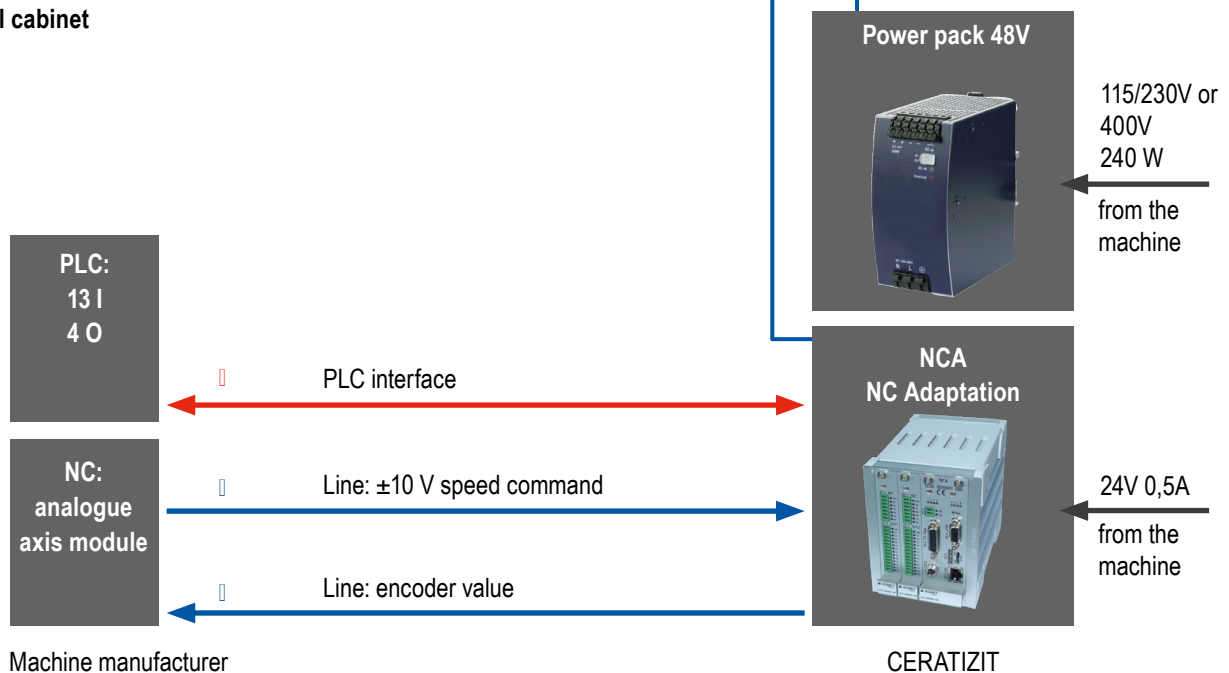 l cabinet
Power pack 48V
115/230V or
400V
240 W
from the
machine
PLC:
13 I
4 O
PLC interface
NCA
NC Adaptation
NC:
analogue
axis module
Line: ±10 V speed command
24V 0,5A
from the
machine
Line: encoder value
Machine manufacturer
CERATIZIT